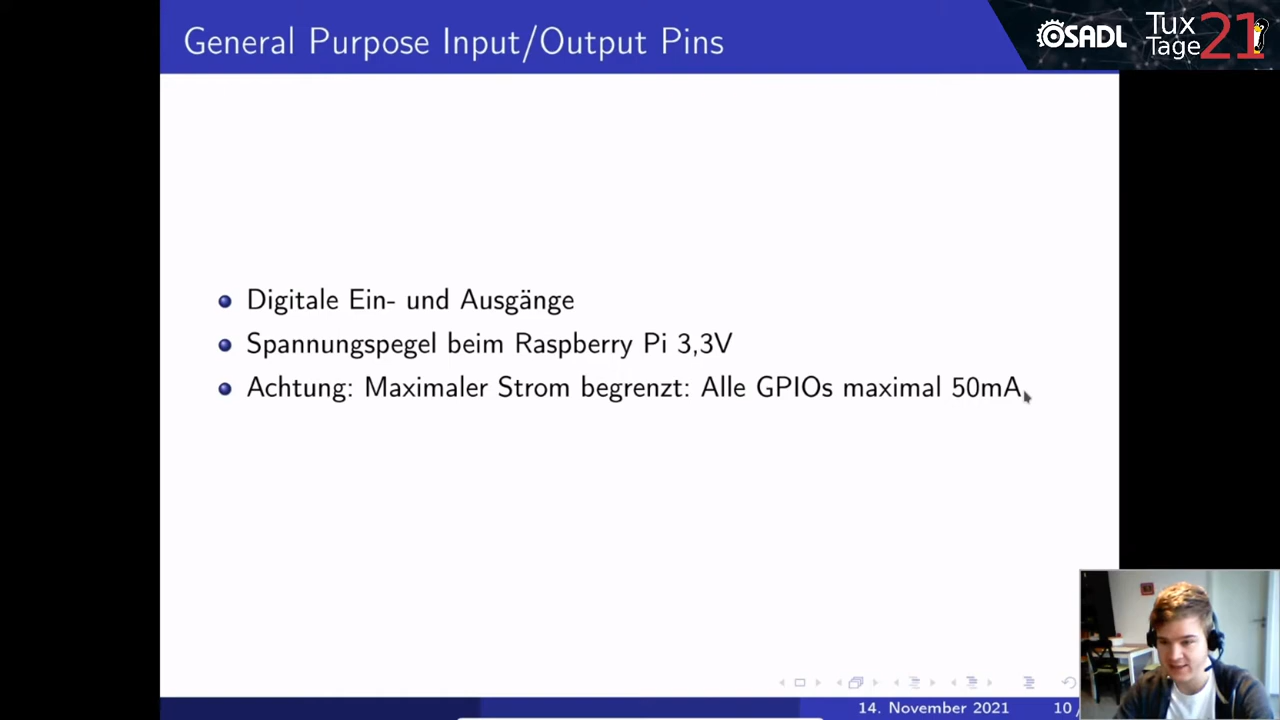 General Purpose Input/Output Pins
OSADL
Tux
Tage
21
Digitale Ein- und Ausgänge
Spannungspegel beim Raspberry Pi 3,3V
Achtung: Maximaler Strom begrenzt: Alle GPIOs maximal 50mA
14. November 2021
10 /